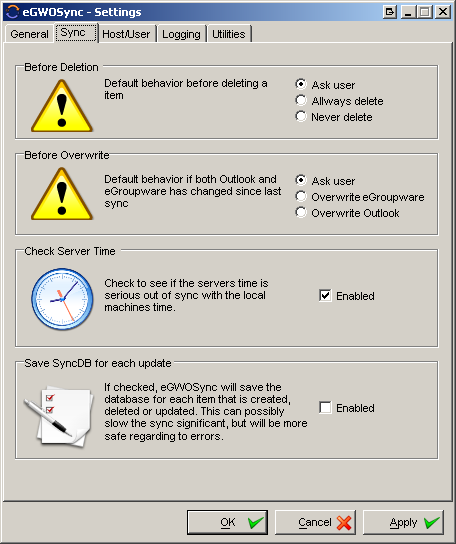 eGWOSync - Settings
General Sync Host/User Logging Utilities
Before Deletion
Default behavior before deleting a
item
Ask user
Allways delete
Never delete
Before Overwrite
Default behavior if both Outlook and
eGroupware has changed since last
sync
Ask user
Overwrite eGroupware
Overwrite Outlook
Check Server Time
Check to see if the servers time is
serious out of sync with the local
machines time.
Enabled
Save SyncDB for each update
If checked, eGWOSync will save the
database for each item that is created,
deleted or updated. This can possibly
slow the sync significant, but will be more
safe regarding to errors.
Enabled
OK Cancel Apply